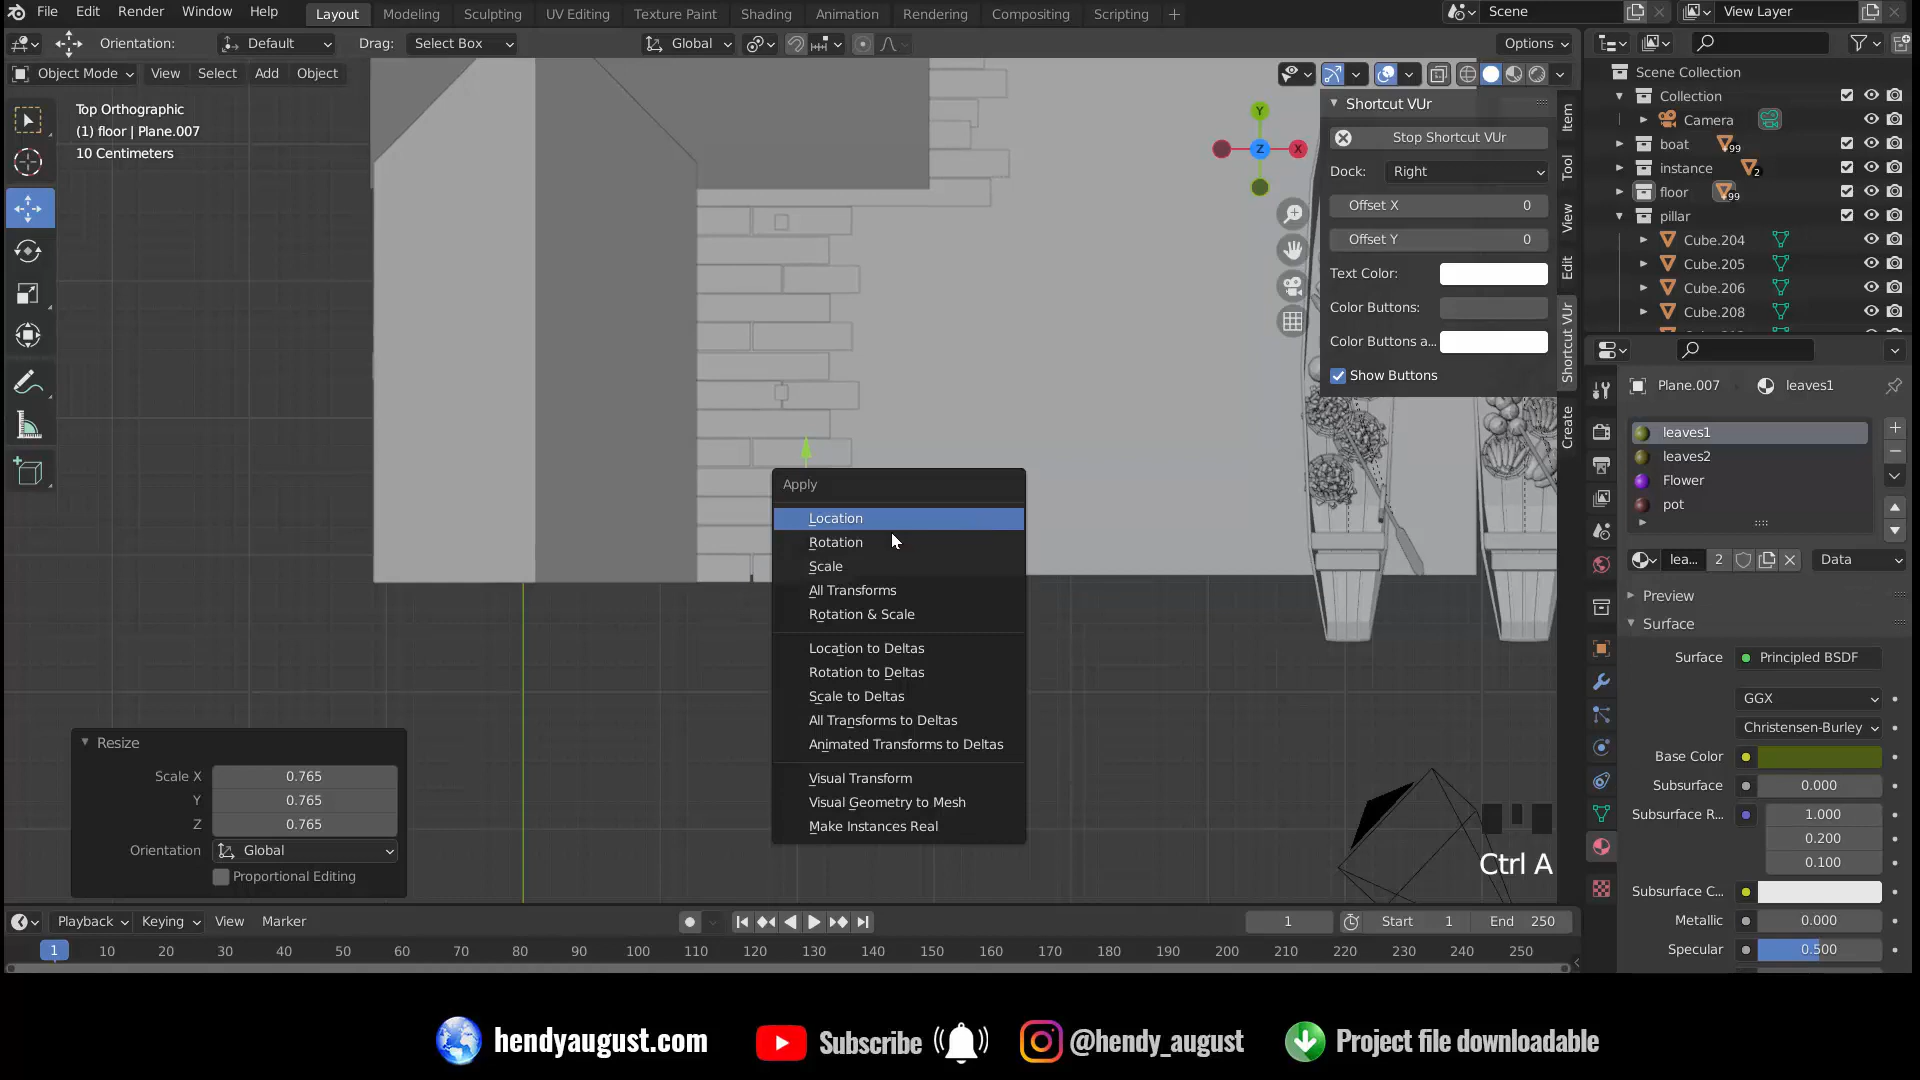 File Edit Render Window Help Layout Modeling Sculpting UV Editing Texture Paint Shading Animation Rendering Compositing Scripting + Scene View Layer
Orientation: Default Drag: Select Box Global Options
Object Mode View Select Add Object
Top Orthographic
(1) floor | Plane.007
10 Centimeters
Y
X
Z
Shortcut VUr
Stop Shortcut VUr
Dock: Right
Offset X 0
Offset Y 0
Text Color:
Color Buttons:
Color Buttons a...
Show Buttons
Item
Tool
View
Edit
Shortcut VUr
Create
Scene Collection
Collection
Camera
boat 99
instance 2
floor 99
pillar
Cube.204
Cube.205
Cube.206
Cube.208
Plane.007 leaves1
leaves1
leaves2
Flower
pot
lea... 2 Data
Preview
Surface
Surface Principled BSDF
GGX
Christensen-Burley
Base Color
Subsurface 0.000
Subsurface R... 1.000
0.200
0.100
Subsurface C...
Metallic 0.000
Specular 0.500
Apply
Location
Rotation
Scale
All Transforms
Rotation & Scale
Location to Deltas
Rotation to Deltas
Scale to Deltas
All Transforms to Deltas
Animated Transforms to Deltas
Visual Transform
Visual Geometry to Mesh
Make Instances Real
Resize
Scale X 0.765
Y 0.765
Z 0.765
Orientation Global
Proportional Editing
Ctrl A
Playback Keying View Marker 1 Start 1 End 250
1 10 20 30 40 50 60 70 80 90 100 110 120 130 140 150 160 170 180 190 200 210 220 230 240 250
hendyaugust.com Subscribe @hendy_august Project file downloadable